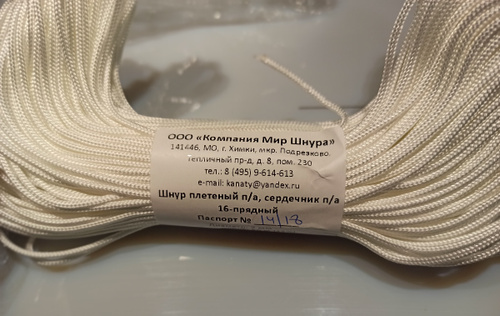 ООО «Компания Мир Шнура»
141446, МО, г. Химки, мкр. Подрезково,
Тепличный пр-д, д. 8, пом. 230
тел.: 8 (495) 9-614-613
e-mail: kanaty@yandex.ru
Шнур плетеный п/а, сердечник п/а
16-прядный
Паспорт № 14/18